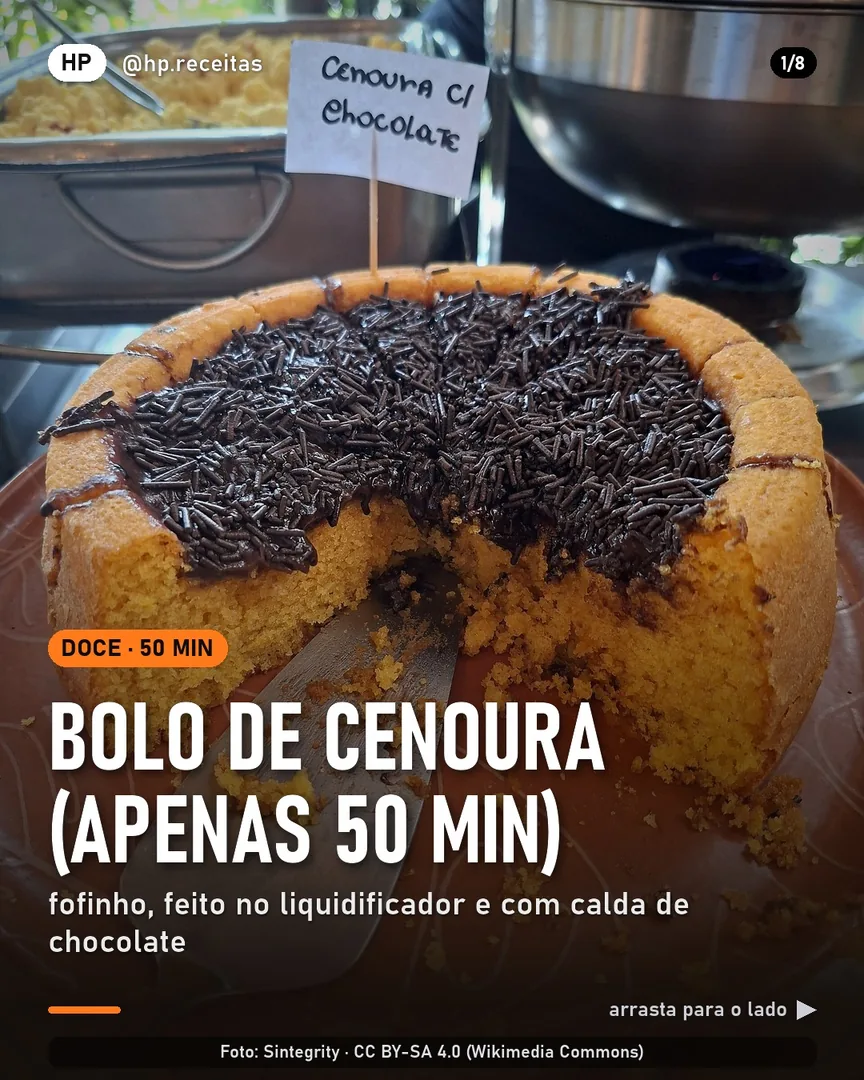 HP @hp.receitas
1/8
Cenoura C/
Chocolate
DOCE · 50 MIN
BOLO DE CENOURA
(APENAS 50 MIN)
fofinho, feito no liquidificador e com calda de
chocolate
arrasta para o lado ▶
Foto: Sintegrity · CC BY-SA 4.0 (Wikimedia Commons)